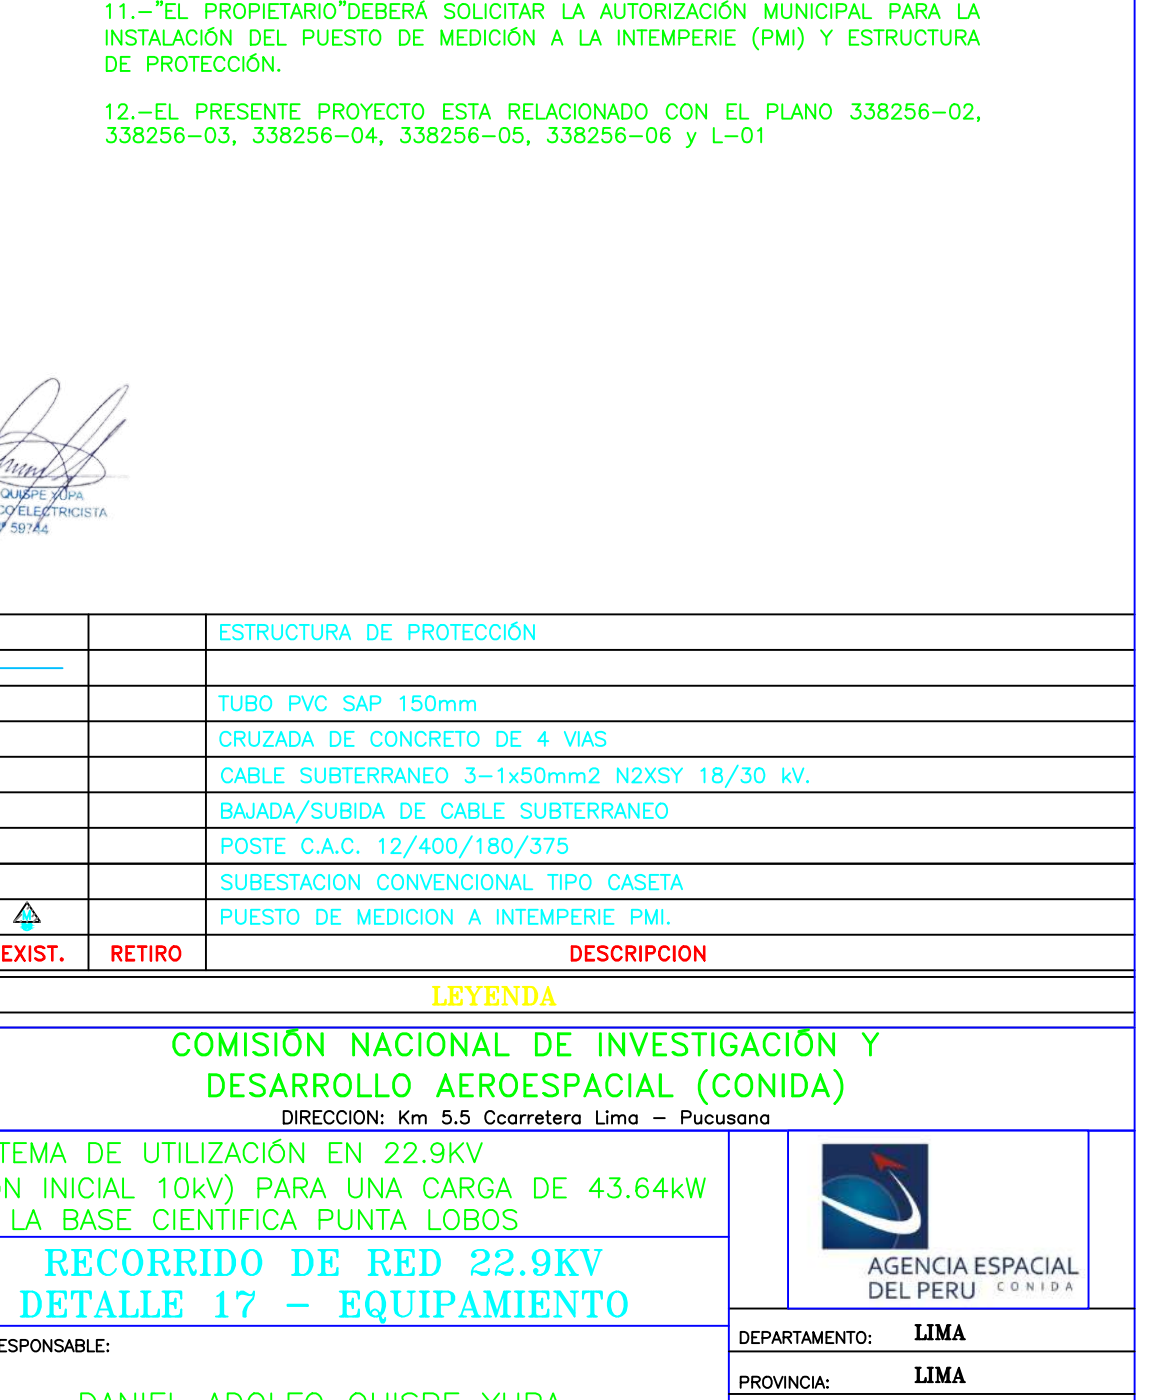 11.–"EL PROPIETARIO"DEBERÁ SOLICITAR LA AUTORIZACIÓN MUNICIPAL PARA LA
INSTALACIÓN DEL PUESTO DE MEDICIÓN A LA INTEMPERIE (PMI) Y ESTRUCTURA
DE PROTECCIÓN.
12.–EL PRESENTE PROYECTO ESTA RELACIONADO CON EL PLANO 338256–02,
338256–03, 338256–04, 338256–05, 338256–06 y L–01
QUISPE YUPA
CO ELECTRICISTA
59744
ESTRUCTURA DE PROTECCIÓN
TUBO PVC SAP 150mm
CRUZADA DE CONCRETO DE 4 VIAS
CABLE SUBTERRANEO 3–1x50mm2 N2XSY 18/30 kV.
BAJADA/SUBIDA DE CABLE SUBTERRANEO
POSTE C.A.C. 12/400/180/375
SUBESTACION CONVENCIONAL TIPO CASETA
M PUESTO DE MEDICION A INTEMPERIE PMI.
EXIST. RETIRO DESCRIPCION
LEYENDA
COMISIÓN NACIONAL DE INVESTIGACIÓN Y
DESARROLLO AEROESPACIAL (CONIDA)
DIRECCION: Km 5.5 Ccarretera Lima – Pucusana
TEMA DE UTILIZACIÓN EN 22.9KV
ON INICIAL 10kV) PARA UNA CARGA DE 43.64kW
LA BASE CIENTIFICA PUNTA LOBOS
RECORRIDO DE RED 22.9KV
DETALLE 17 – EQUIPAMIENTO
AGENCIA ESPACIAL
DEL PERU CONIDA
ESPONSABLE:
DEPARTAMENTO: LIMA
PROVINCIA: LIMA
DANIEL ADOLFO QUISPE YUPA